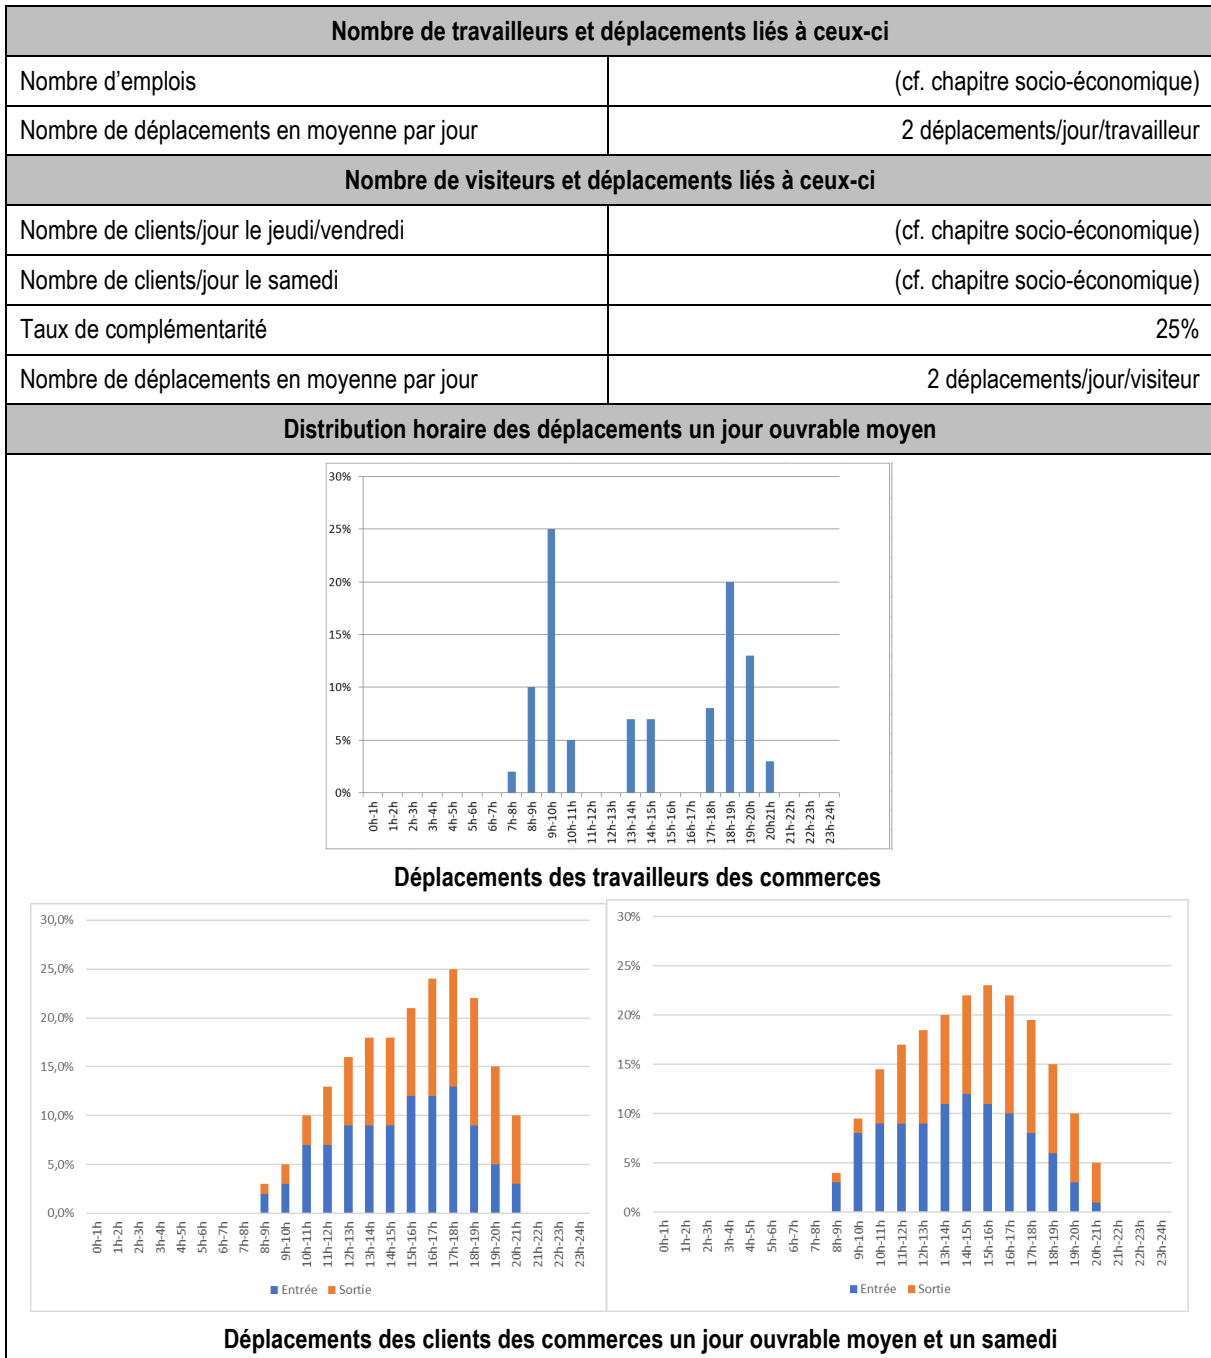 Nombre de travailleurs et déplacements liés à ceux-ci
Nombre d'emplois (cf. chapitre socio-économique)
Nombre de déplacements en moyenne par jour 2 déplacements/jour/travailleur
Nombre de visiteurs et déplacements liés à ceux-ci
Nombre de clients/jour le jeudi/vendredi (cf. chapitre socio-économique)
Nombre de clients/jour le samedi (cf. chapitre socio-économique)
Taux de complémentarité 25%
Nombre de déplacements en moyenne par jour 2 déplacements/jour/visiteur
Distribution horaire des déplacements un jour ouvrable moyen
30%
25%
20%
15%
10%
5%
0%
0h-1h 1h-2h 2h-3h 3h-4h 4h-5h 5h-6h 6h-7h 7h-8h 8h-9h 9h-10h 10h-11h 11h-12h 12h-13h 13h-14h 14h-15h 15h-16h 16h-17h 17h-18h 18h-19h 19h-20h 20h21h 21h-22h 22h-23h 23h-24h
Déplacements des travailleurs des commerces
30,0%
25,0%
20,0%
15,0%
10,0%
5,0%
0,0%
0h-1h 1h-2h 2h-3h 3h-4h 4h-5h 5h-6h 6h-7h 7h-8h 8h-9h 9h-10h 10h-11h 11h-12h 12h-13h 13h-14h 14h-15h 15h-16h 16h-17h 17h-18h 18h-19h 19h-20h 20h-21h 21h-22h 22h-23h 23h-24h
Entrée Sortie
30%
25%
20%
15%
10%
5%
0%
0h-1h 1h-2h 2h-3h 3h-4h 4h-5h 5h-6h 6h-7h 7h-8h 8h-9h 9h-10h 10h-11h 11h-12h 12h-13h 13h-14h 14h-15h 15h-16h 16h-17h 17h-18h 18h-19h 19h-20h 20h-21h 21h-22h 22h-23h 23h-24h
Entrée Sortie
Déplacements des clients des commerces un jour ouvrable moyen et un samedi